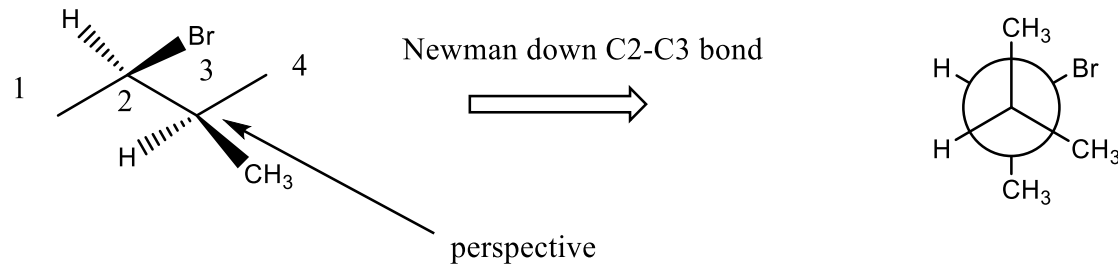 H
Br
3
4
1
2
H
CH3
perspective
Newman down C2-C3 bond
CH3
H
Br
H
CH3
CH3